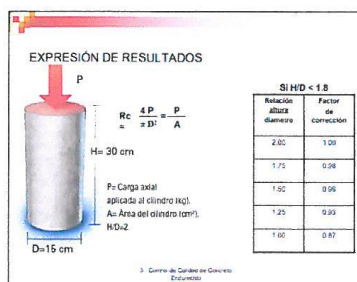 EXPRESIÓN DE RESULTADOS
P
Rc = 4 P / π D² = P / A
H= 30 cm
P= Carga axial
aplicada al cilindro (kg).
A= Área del cilindro (cm²).
H/D=2
D=15 cm
Si H/D < 1.8
Relación altura diametro | Factor de corrección
2.00 | 1.00
1.75 | 0.98
1.50 | 0.96
1.25 | 0.93
1.00 | 0.87
Control de Calidad de Concreto
Endurecido